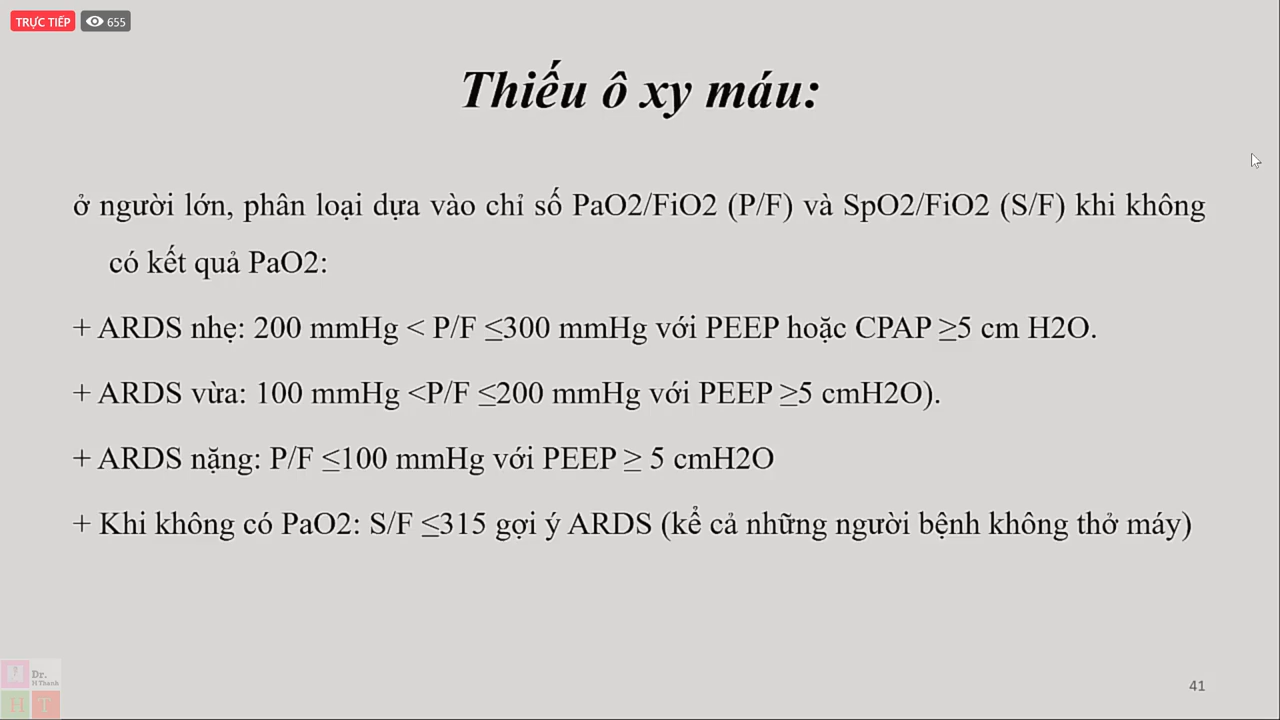 TRỰC TIẾP 655
Thiếu ô xy máu:
ở người lớn, phân loại dựa vào chỉ số PaO2/FiO2 (P/F) và SpO2/FiO2 (S/F) khi không
có kết quả PaO2:
+ ARDS nhẹ: 200 mmHg < P/F ≤300 mmHg với PEEP hoặc CPAP ≥5 cm H2O.
+ ARDS vừa: 100 mmHg <P/F ≤200 mmHg với PEEP ≥5 cmH2O).
+ ARDS nặng: P/F ≤100 mmHg với PEEP ≥ 5 cmH2O
+ Khi không có PaO2: S/F ≤315 gợi ý ARDS (kể cả những người bệnh không thở máy)
Dr.
H Thanh
H T
41